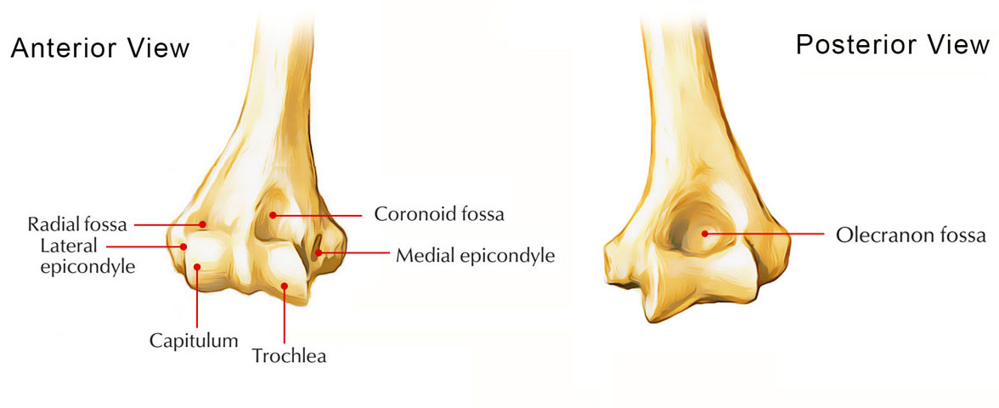 Anterior View
Posterior View
Radial fossa
Lateral
epicondyle
Coronoid fossa
Medial epicondyle
Capitulum
Trochlea
Olecranon fossa